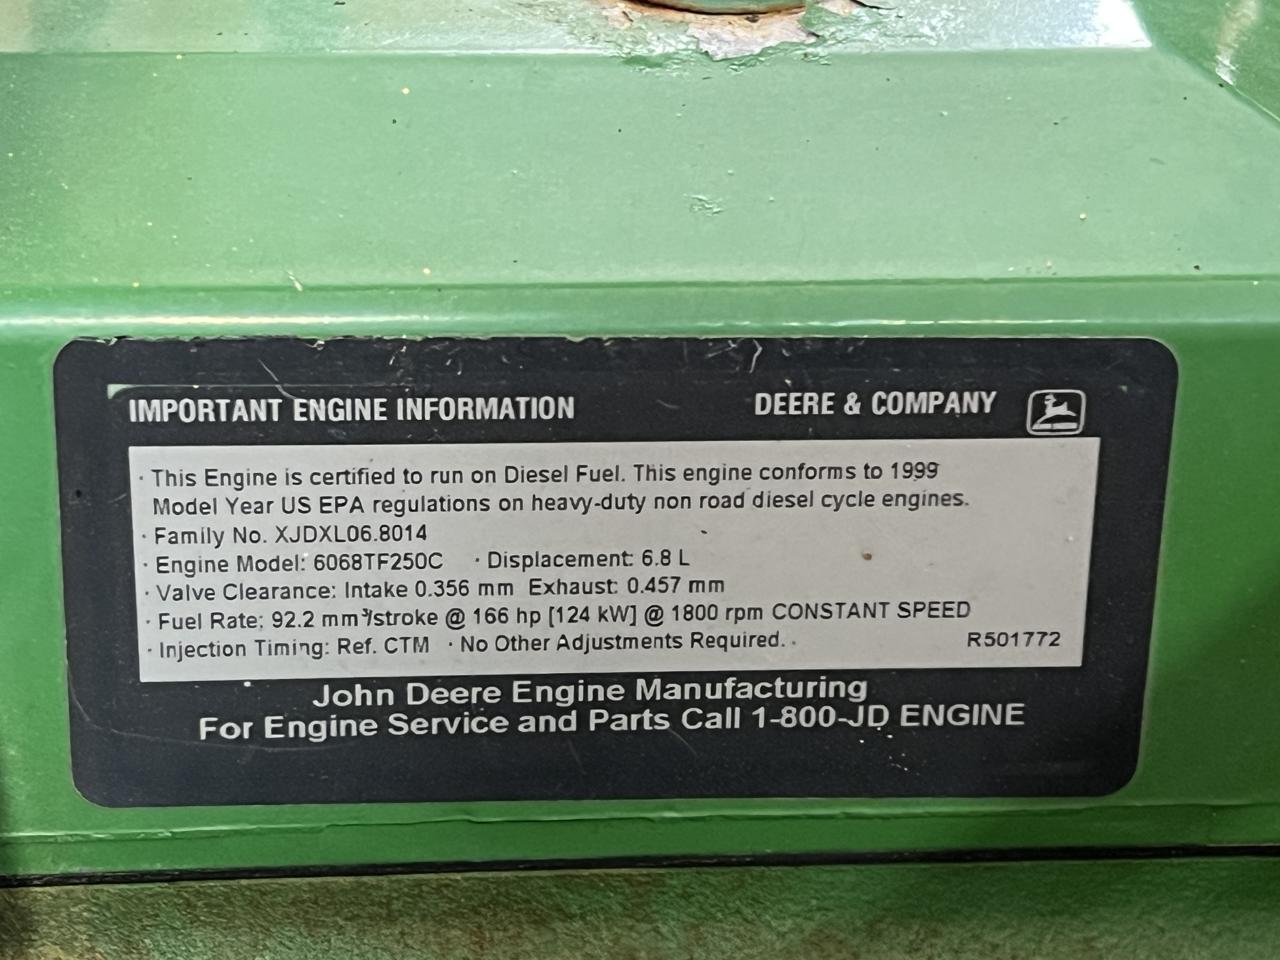 IMPORTANT ENGINE INFORMATION DEERE & COMPANY
· This Engine is certified to run on Diesel Fuel. This engine conforms to 1999
Model Year US EPA regulations on heavy-duty non road diesel cycle engines.
· Family No. XJDXL06.8014
· Engine Model: 6068TF250C · Displacement: 6.8 L
· Valve Clearance: Intake 0.356 mm Exhaust: 0.457 mm
· Fuel Rate: 92.2 mm³/stroke @ 166 hp [124 kW] @ 1800 rpm CONSTANT SPEED
· Injection Timing: Ref. CTM · No Other Adjustments Required. R501772
John Deere Engine Manufacturing
For Engine Service and Parts Call 1-800-JD ENGINE